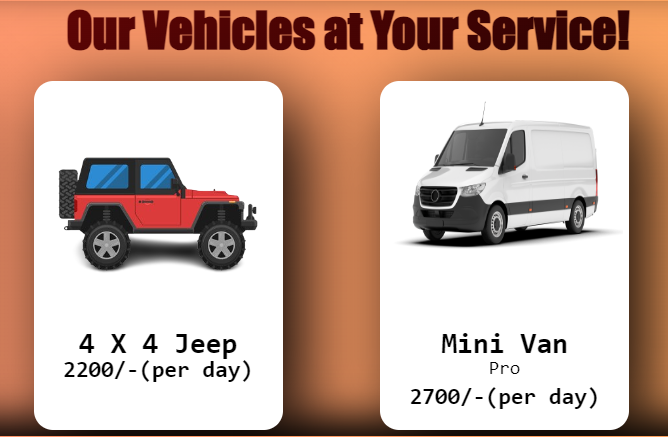 Our Vehicles at Your Service!
4 X 4 Jeep
2200/-(per day)
Mini Van
Pro
2700/-(per day)